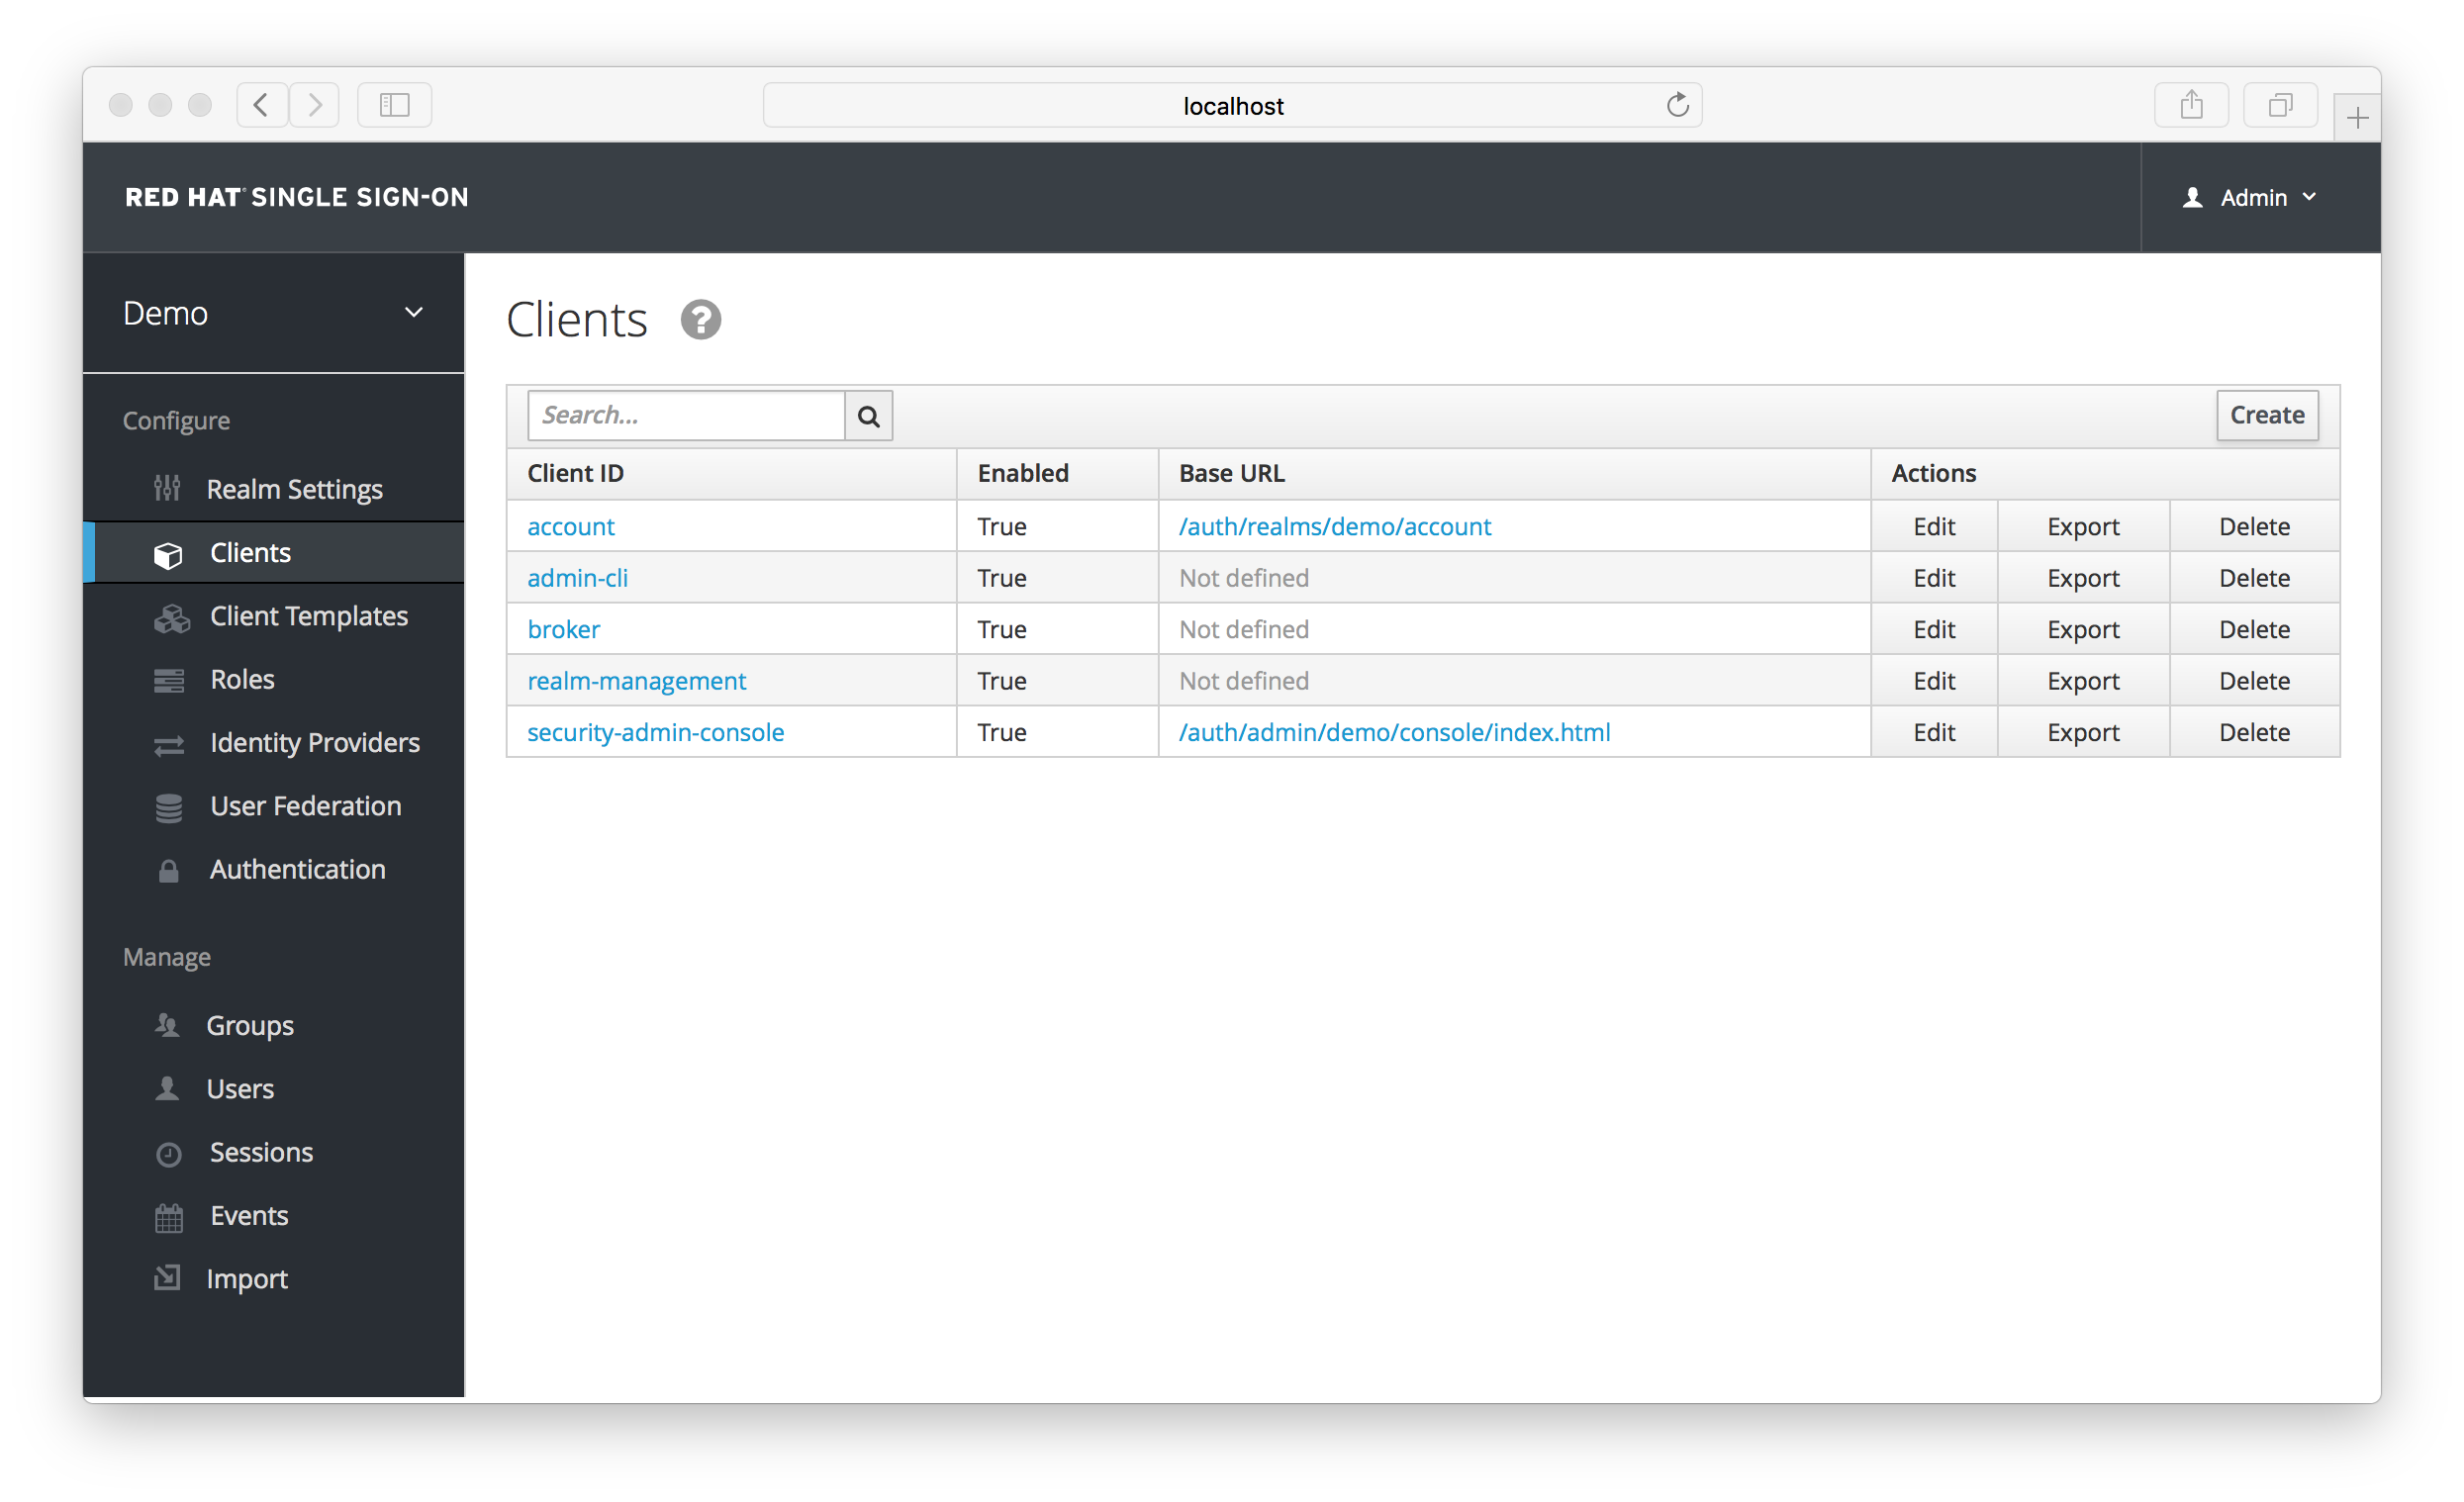 localhost
RED HAT® SINGLE SIGN-ON
Admin
Demo
Configure
Realm Settings
Clients
Client Templates
Roles
Identity Providers
User Federation
Authentication
Manage
Groups
Users
Sessions
Events
Import
Clients ?
Search...
Create
Client ID Enabled Base URL Actions
account True /auth/realms/demo/account Edit Export Delete
admin-cli True Not defined Edit Export Delete
broker True Not defined Edit Export Delete
realm-management True Not defined Edit Export Delete
security-admin-console True /auth/admin/demo/console/index.html Edit Export Delete